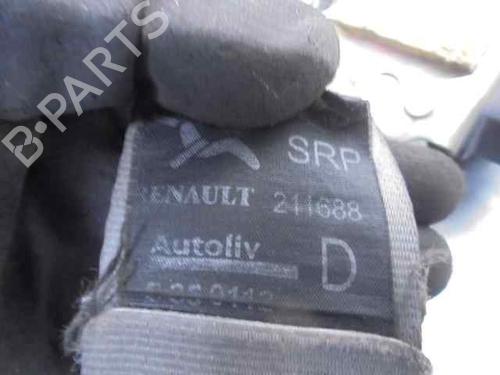 B-PARTS
SRP
RENAULT 241688
Autoliv D